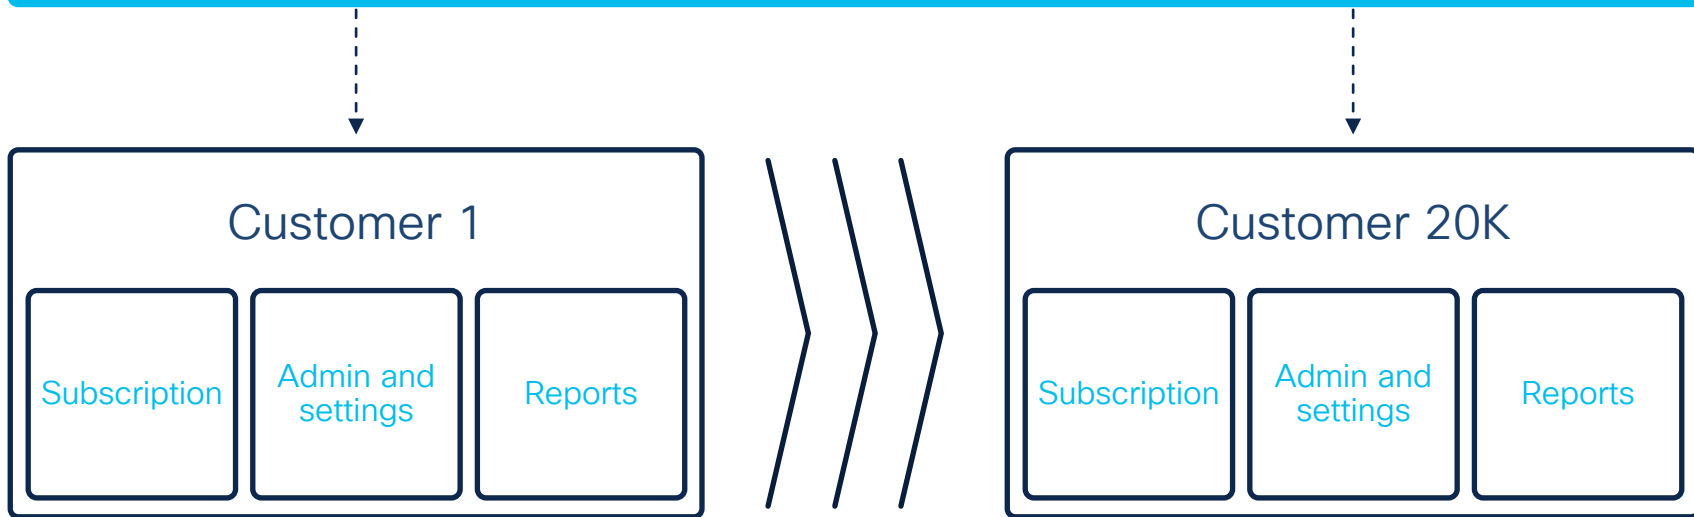 Customer 1
Subscription
Admin and
settings
Reports
Customer 20K
Subscription
Admin and
settings
Reports